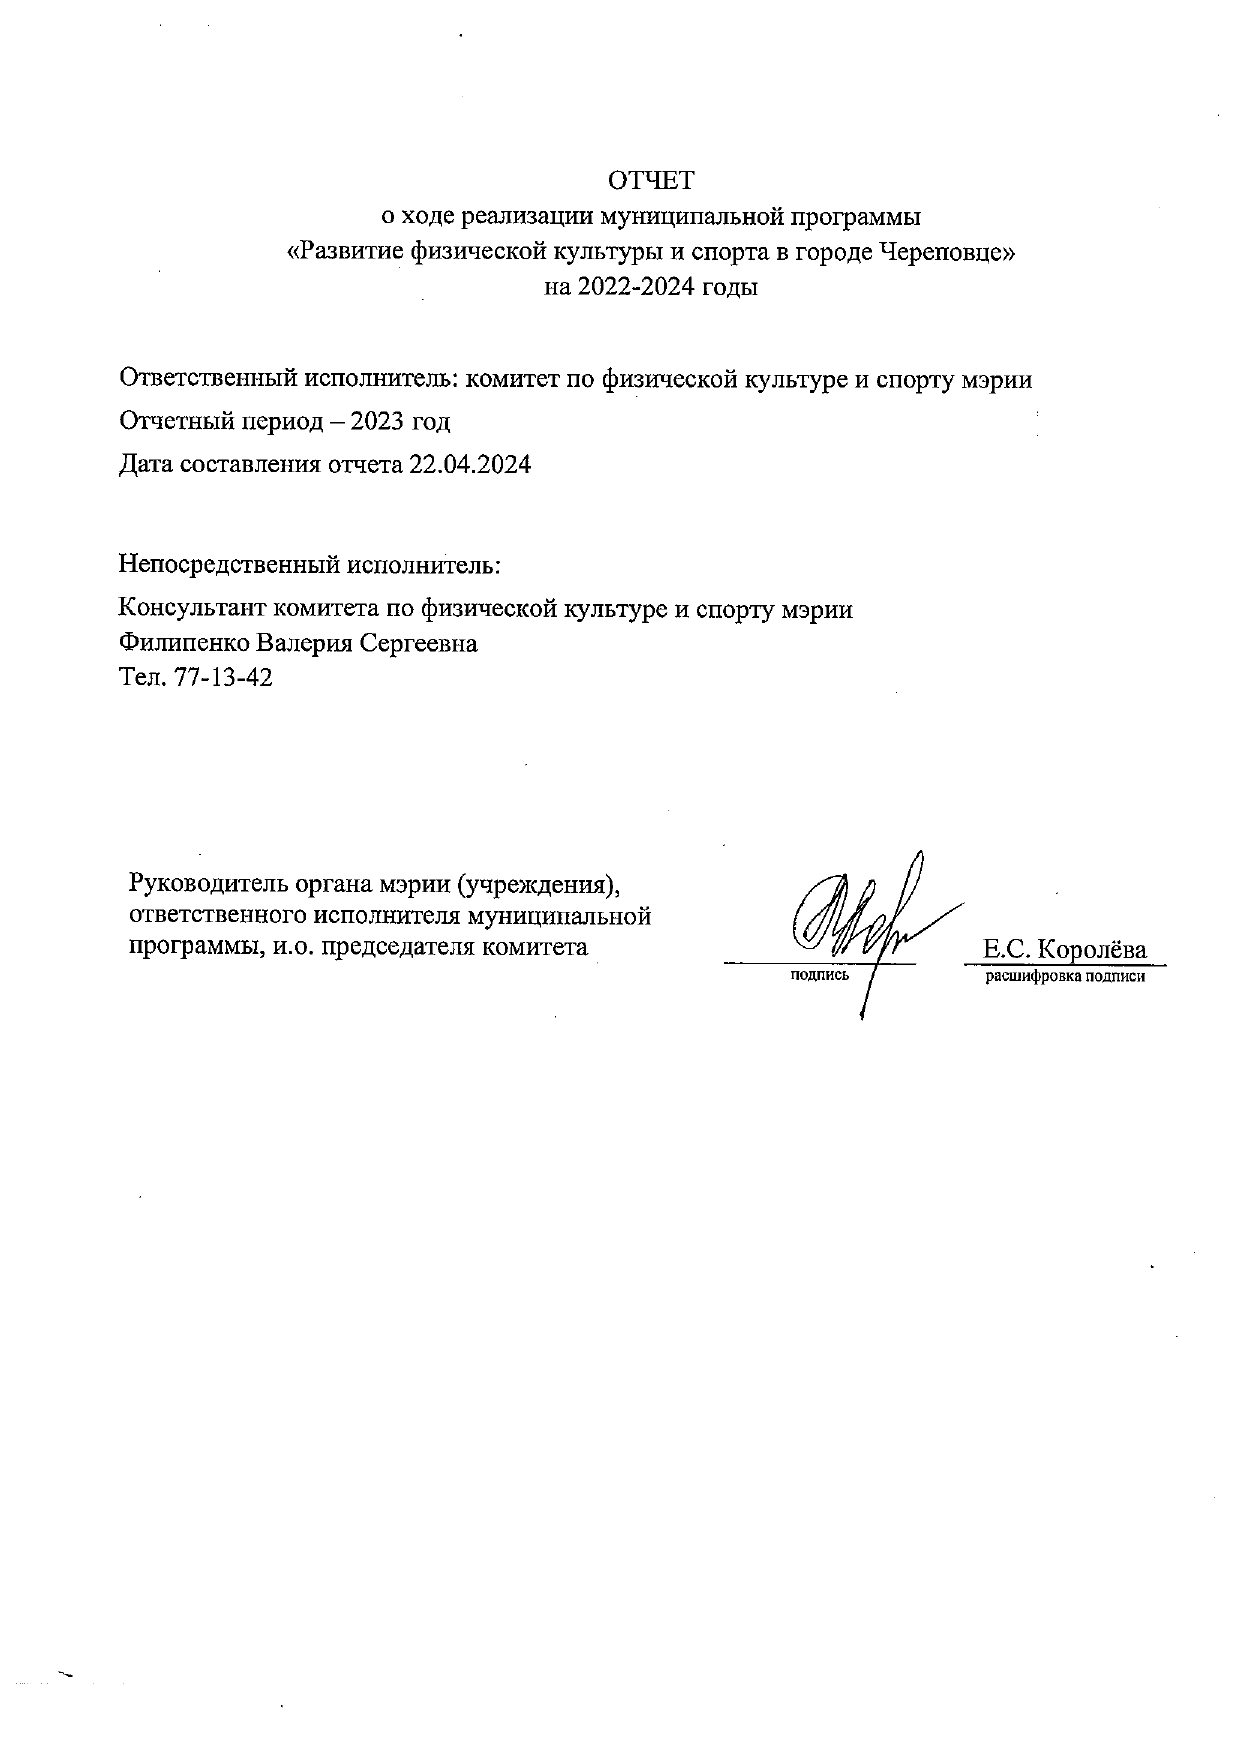 ОТЧЕТ
о ходе реализации муниципальной программы
«Развитие физической культуры и спорта в городе Череповце»
на 2022-2024 годы
Ответственный исполнитель: комитет по физической культуре и спорту мэрии
Отчетный период – 2023 год
Дата составления отчета 22.04.2024
Непосредственный исполнитель:
Консультант комитета по физической культуре и спорту мэрии
Филипенко Валерия Сергеевна
Тел. 77-13-42
Руководитель органа мэрии (учреждения),
ответственного исполнителя муниципальной
программы, и.о. председателя комитета
Е.С. Королёва
подпись
расшифровка подписи